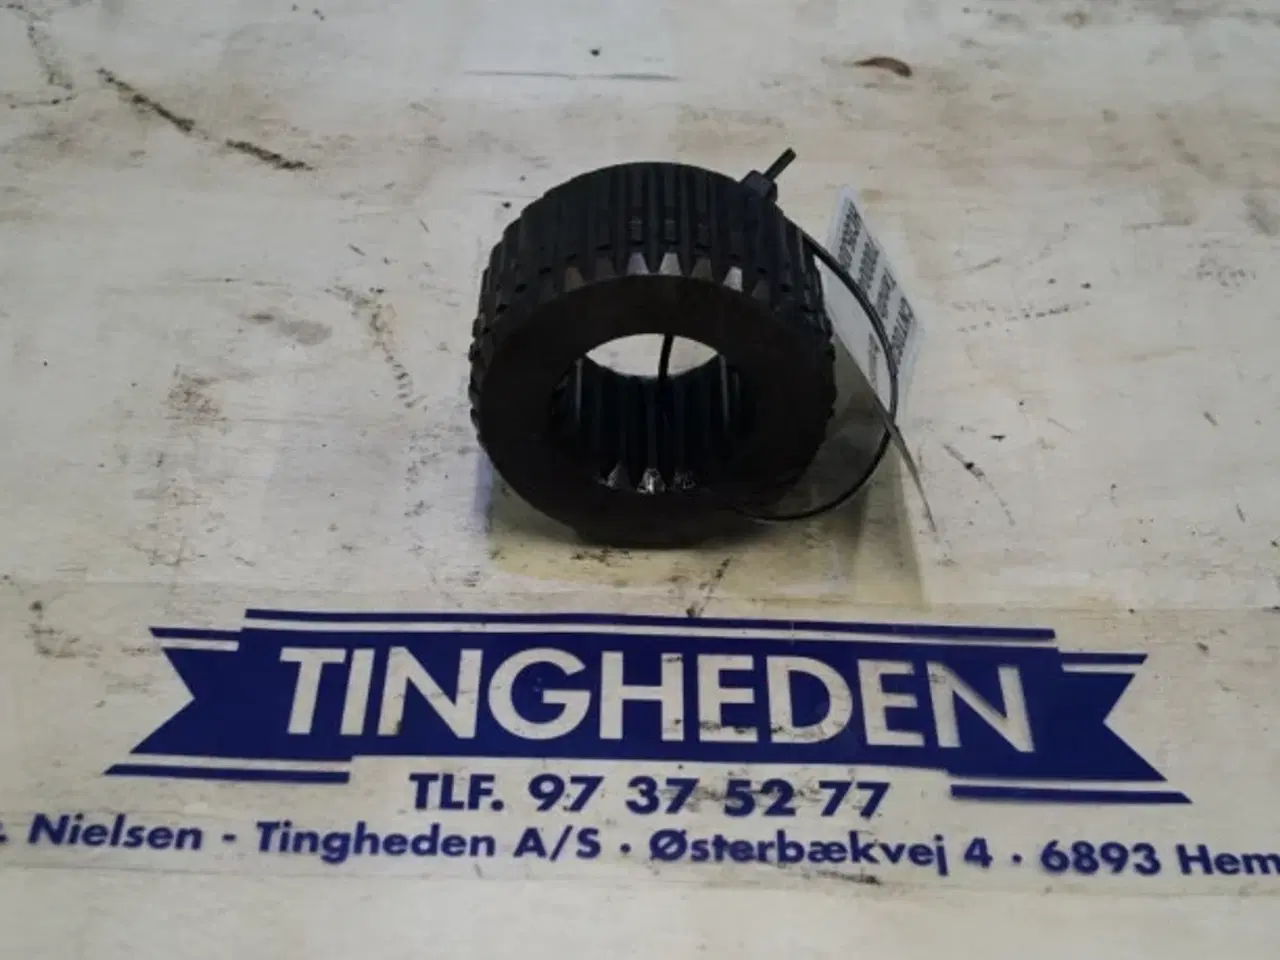 TINGHEDEN
TLF. 97 37 52 77
. Nielsen - Tingheden A/S · Østerbækvej 4 · 6893 Hem